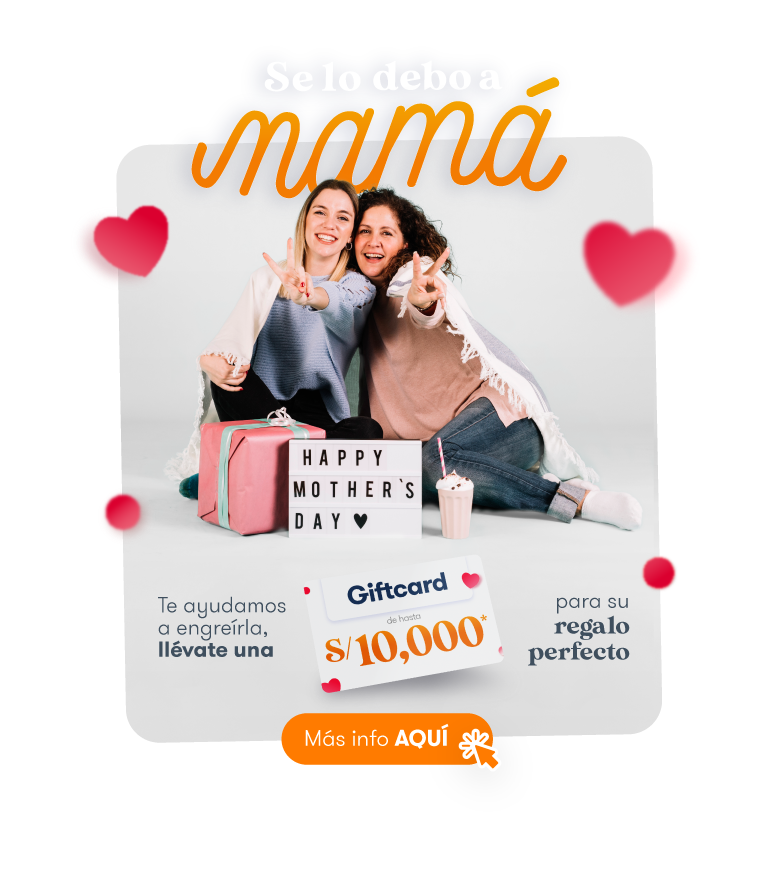 Se lo debo a
mamá
HAPPY
MOTHER`S
DAY ♥
Te ayudamos
a engreírla,
llévate una
Giftcard
de hasta
S/10,000*
para su
regalo
perfecto
Más info AQUÍ